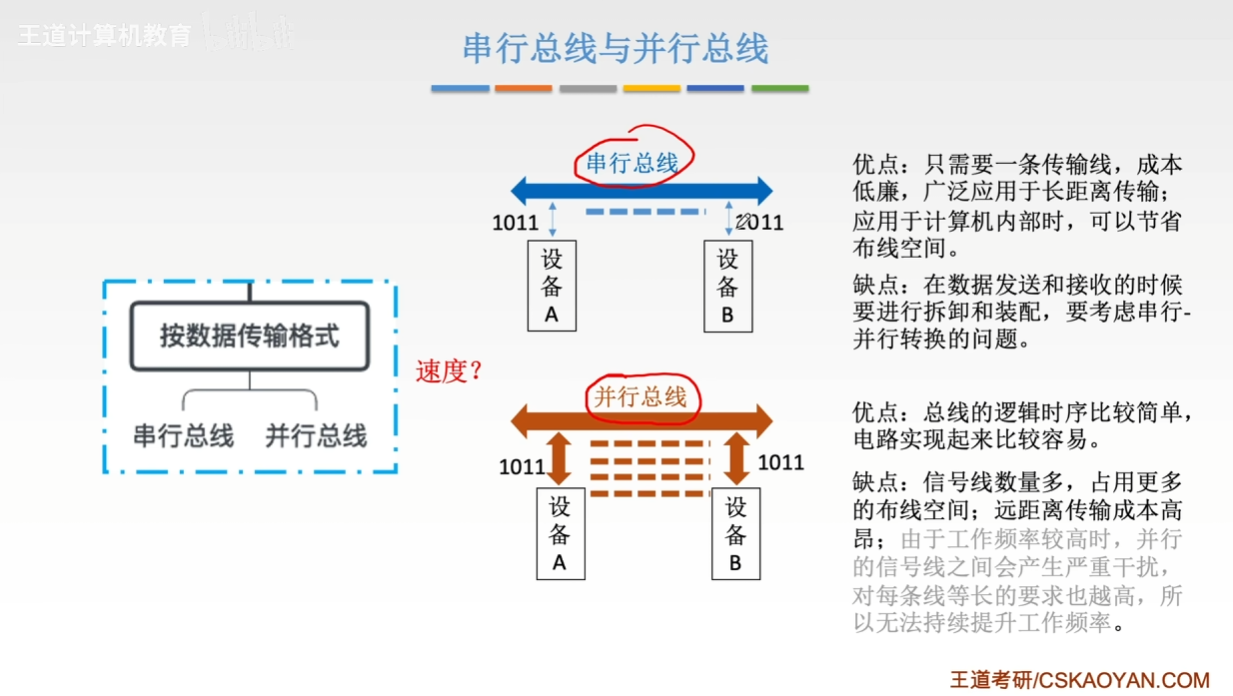 王道计算机教育
串行总线与并行总线
按数据传输格式
串行总线
并行总线
速度？
串行总线
1011
设
备
A
设
备
B
并行总线
1011
1011
设
备
A
设
备
B
优点：只需要一条传输线，成本
低廉，广泛应用于长距离传输；
应用于计算机内部时，可以节省
布线空间。
缺点：在数据发送和接收的时候
要进行拆卸和装配，要考虑串行-
并行转换的问题。
优点：总线的逻辑时序比较简单，
电路实现起来比较容易。
缺点：信号线数量多，占用更多
的布线空间；远距离传输成本高
昂；由于工作频率较高时，并行
的信号线之间会产生严重干扰，
对每条线等长的要求也越高，所
以无法持续提升工作频率。
王道考研/CSKAOYAN.COM